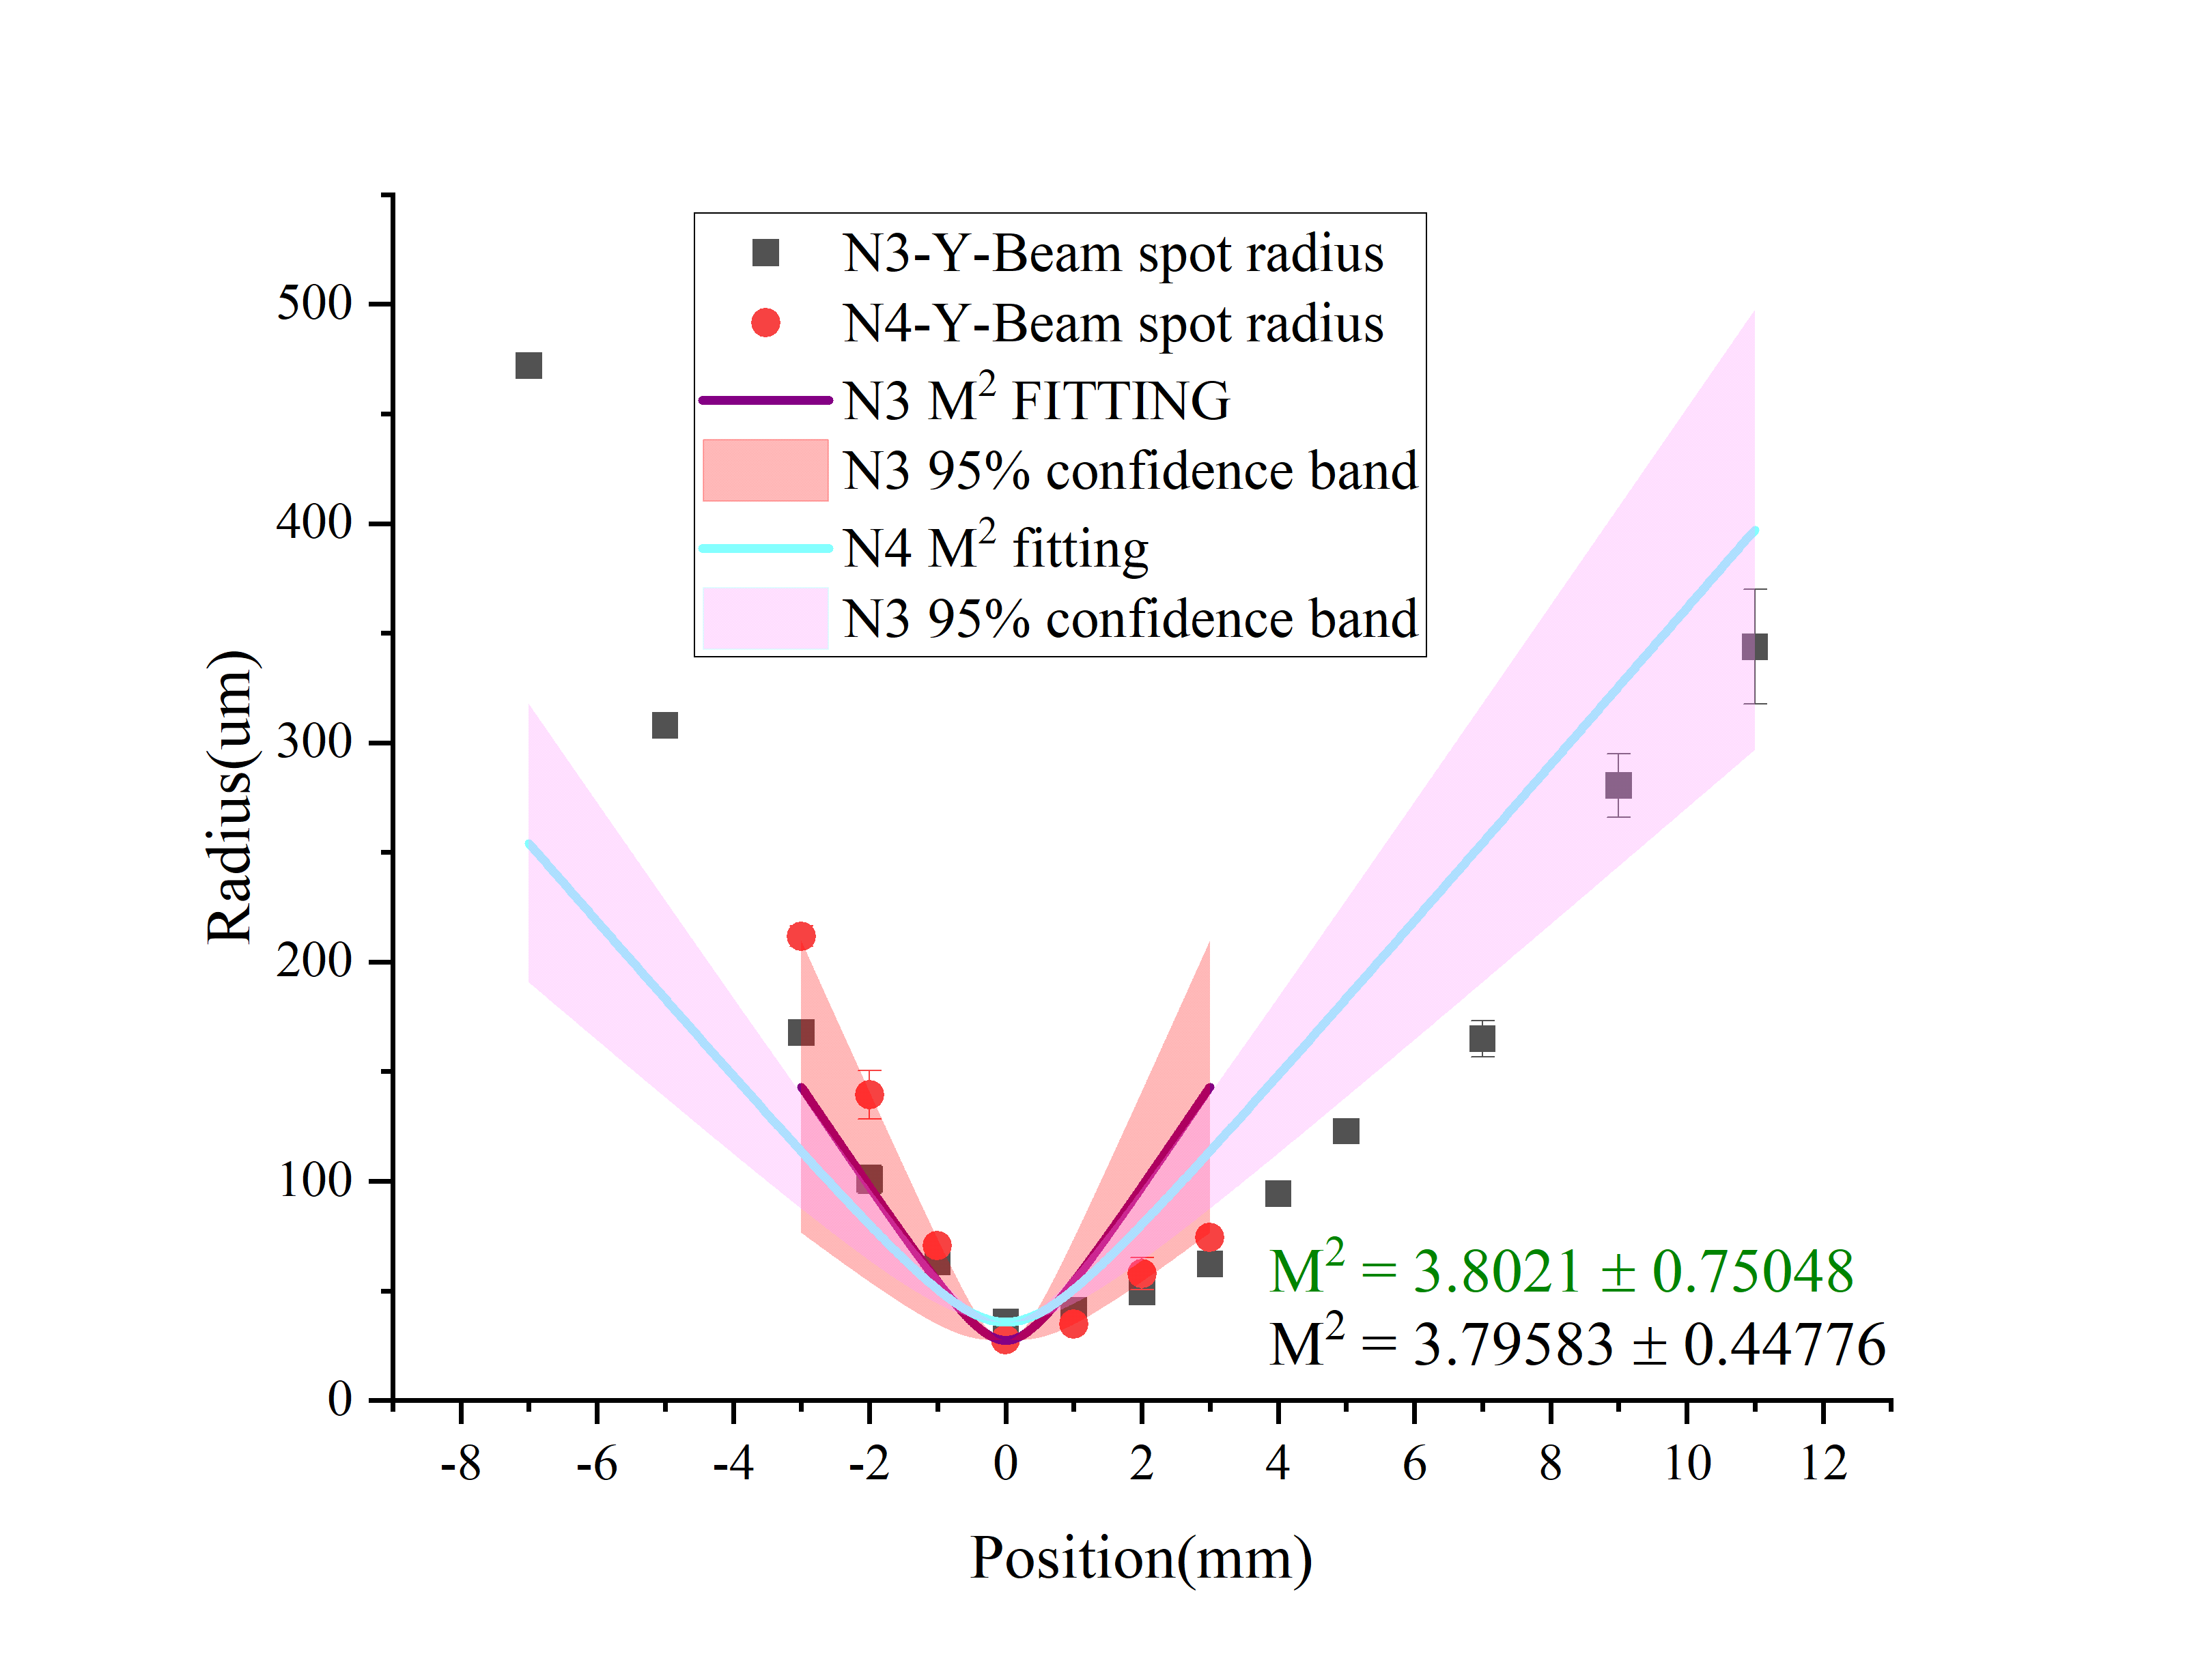 N3-Y-Beam spot radius
N4-Y-Beam spot radius
N3 M² FITTING
N3 95% confidence band
N4 M² fitting
N3 95% confidence band
500
400
300
200
100
0
Radius(um)
M² = 3.8021 ± 0.75048
M² = 3.79583 ± 0.44776
-8 -6 -4 -2 0 2 4 6 8 10 12
Position(mm)